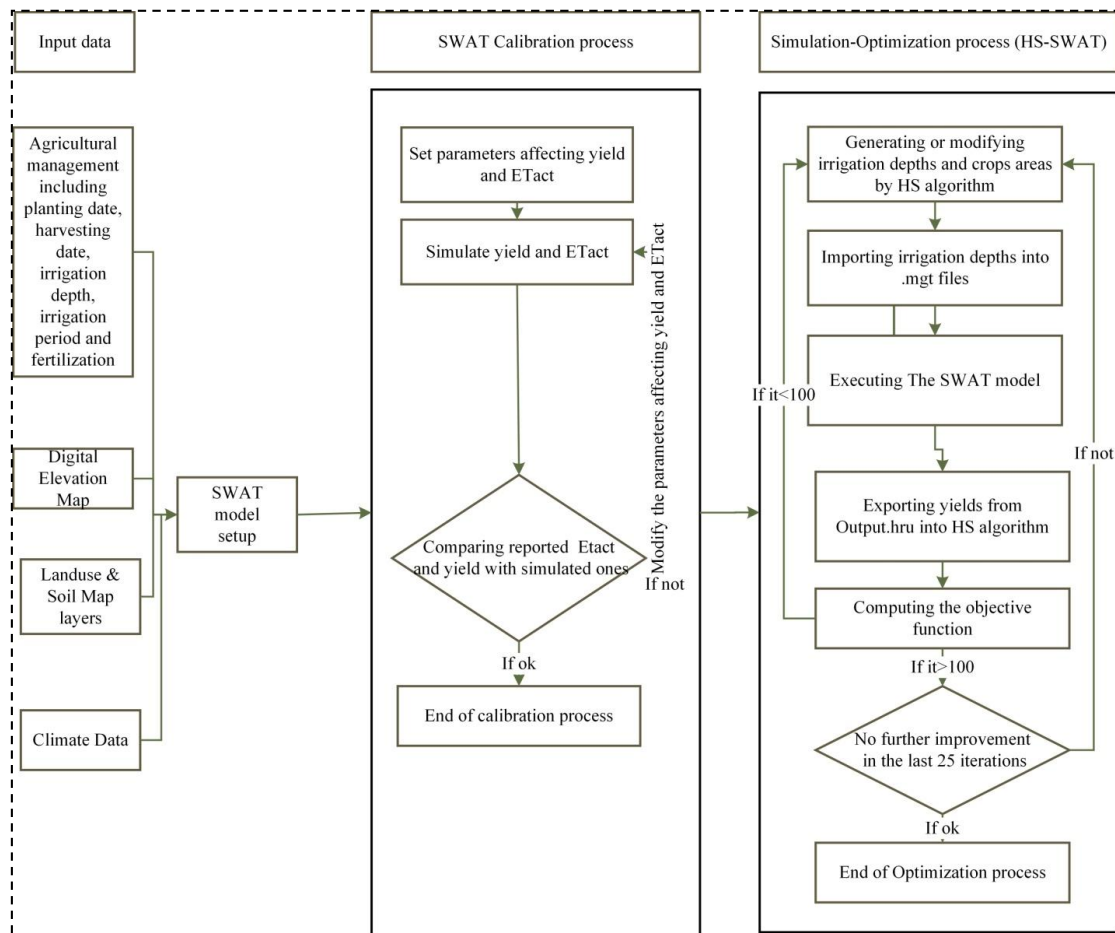 Input data
SWAT Calibration process
Simulation-Optimization process (HS-SWAT)
Agricultural
management
including
planting date,
harvesting
date,
irrigation
depth,
irrigation
period and
fertilization
Digital
Elevation
Map
Landuse &
Soil Map
layers
Climate Data
SWAT
model
setup
Set parameters affecting yield
and ETact
Simulate yield and ETact
Modify the parameters affecting yield and ETact
Comparing reported Etact
and yield with simulated ones
If not
If ok
End of calibration process
Generating or modifying
irrigation depths and crops areas
by HS algorithm
Importing irrigation depths into
.mgt files
Executing The SWAT model
If it<100
If not
Exporting yields from
Output.hru into HS algorithm
Computing the objective
function
If it>100
No further improvement
in the last 25 iterations
If ok
End of Optimization process